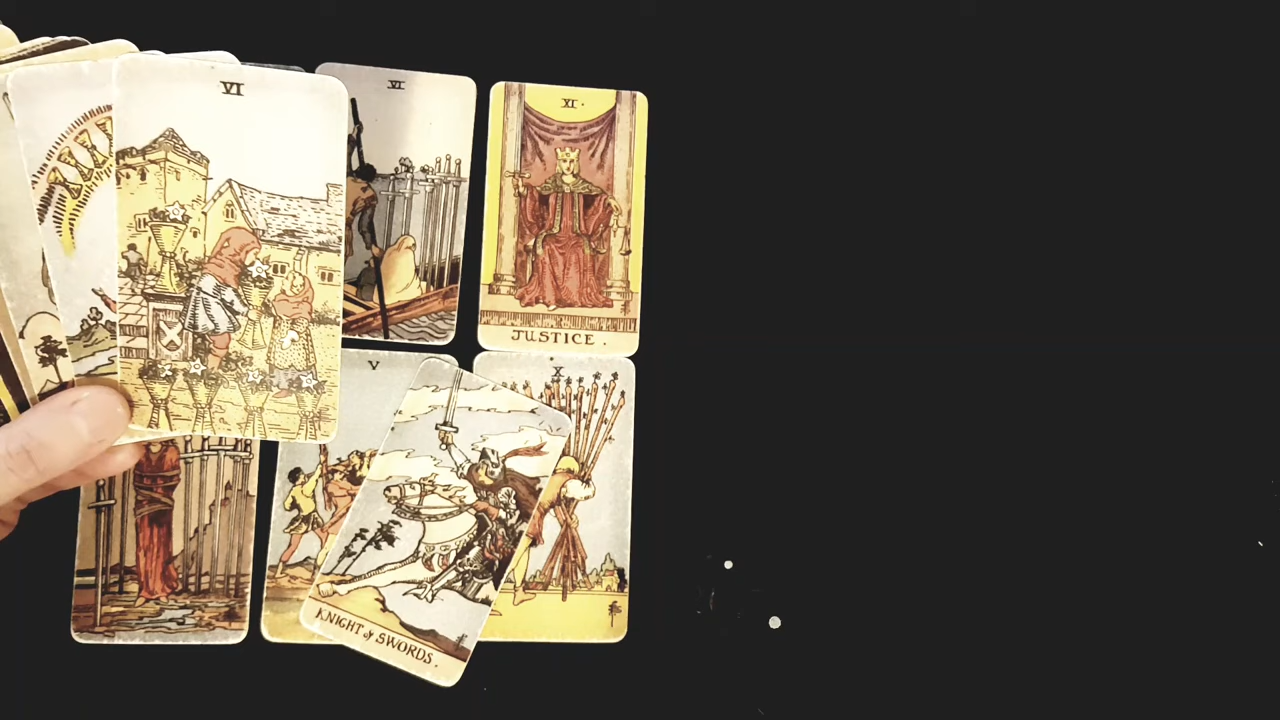 VI
VI
XI.
JUSTICE.
V
X
KNIGHT of SWORDS.